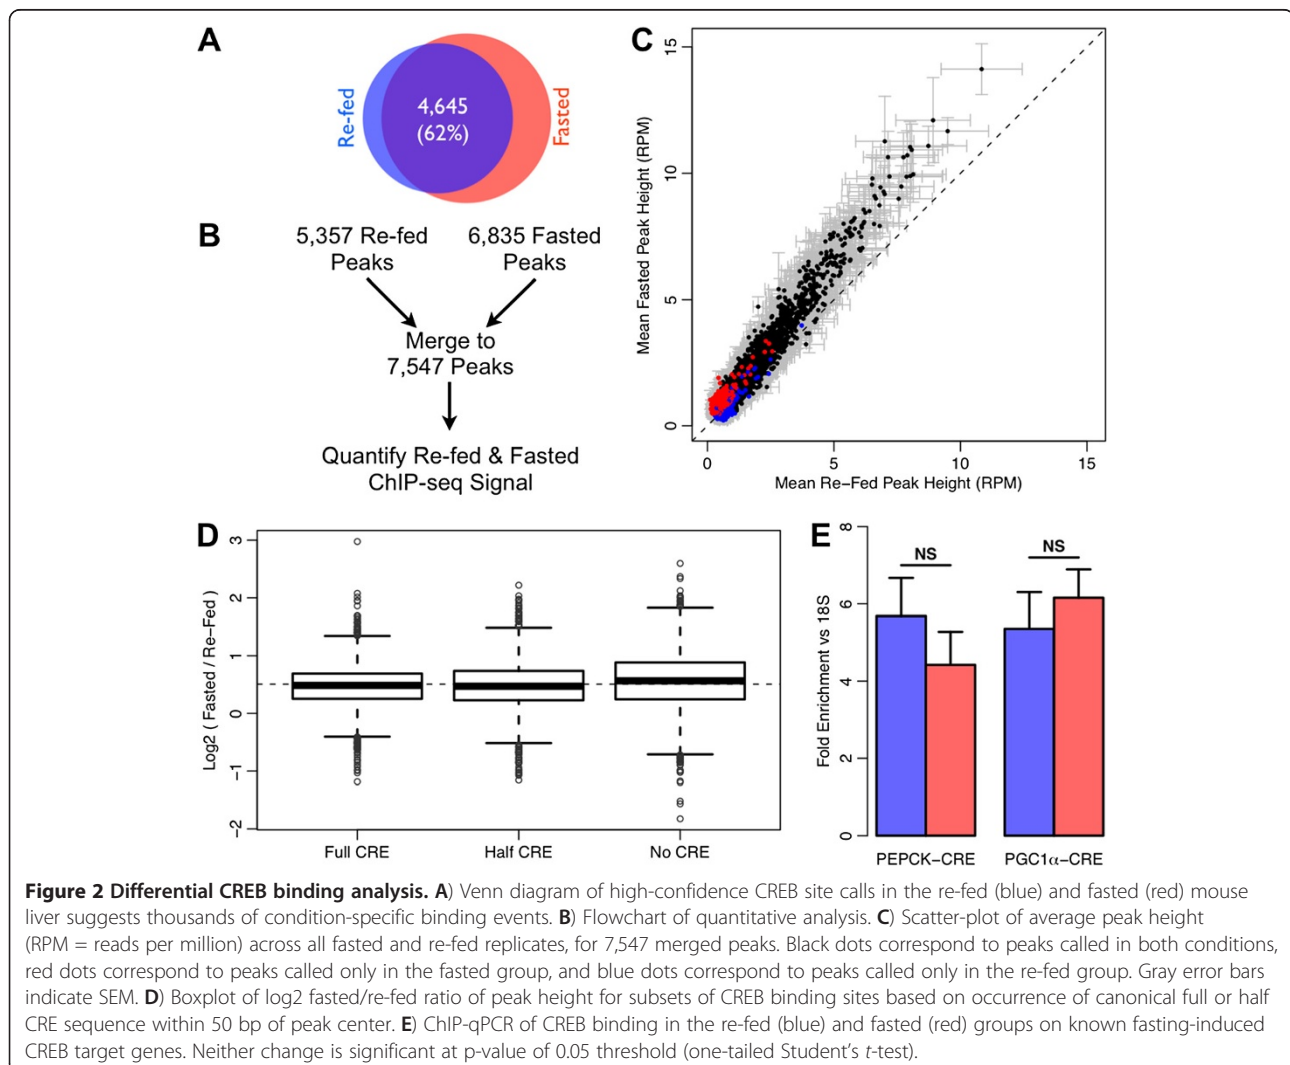 A
Re-fed
4,645
(62%)
Fasted
B
5,357 Re-fed
Peaks
6,835 Fasted
Peaks
Merge to
7,547 Peaks
Quantify Re-fed & Fasted
ChIP-seq Signal
C
Mean Fasted Peak Height (RPM)
15
10
5
0
0 5 10 15
Mean Re-Fed Peak Height (RPM)
D
Log2 ( Fasted / Re-Fed )
3
2
1
0
-1
-2
Full CRE Half CRE No CRE
E
Fold Enrichment vs 18S
8
6
4
2
0
NS NS
PEPCK-CRE PGC1α-CRE
Figure 2 Differential CREB binding analysis. A) Venn diagram of high-confidence CREB site calls in the re-fed (blue) and fasted (red) mouse
liver suggests thousands of condition-specific binding events. B) Flowchart of quantitative analysis. C) Scatter-plot of average peak height
(RPM = reads per million) across all fasted and re-fed replicates, for 7,547 merged peaks. Black dots correspond to peaks called in both conditions,
red dots correspond to peaks called only in the fasted group, and blue dots correspond to peaks called only in the re-fed group. Gray error bars
indicate SEM. D) Boxplot of log2 fasted/re-fed ratio of peak height for subsets of CREB binding sites based on occurrence of canonical full or half
CRE sequence within 50 bp of peak center. E) ChIP-qPCR of CREB binding in the re-fed (blue) and fasted (red) groups on known fasting-induced
CREB target genes. Neither change is significant at p-value of 0.05 threshold (one-tailed Student's t-test).